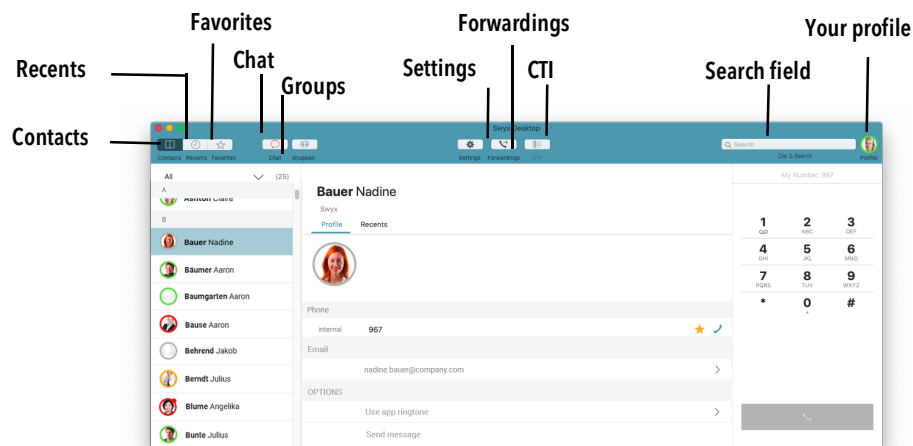 Favorites
Forwardings
Your profile
Recents
Chat
Settings
CTI
Search field
Groups
Contacts
Swyx Desktop
Search
Contacts Recents Favorites
Chat
Gruppen
Settings
Forwardings
CTI
Dial & Search
Profile
All
(25)
A
Ashton Claire
B
Bauer Nadine
Bäumer Aaron
Baumgarten Aaron
Bause Aaron
Behrend Jakob
Berndt Julius
Blume Angelika
Bunte Julius
Bauer Nadine
Swyx
Profile
Recents
Phone
Internal
967
Email
nadine.bauer@company.com
OPTIONS
Use app ringtone
Send message
My Number: 997
1 2 3
ABC DEF
4 5 6
GHI JKL MNO
7 8 9
PQRS TUV WXYZ
* 0 #
+